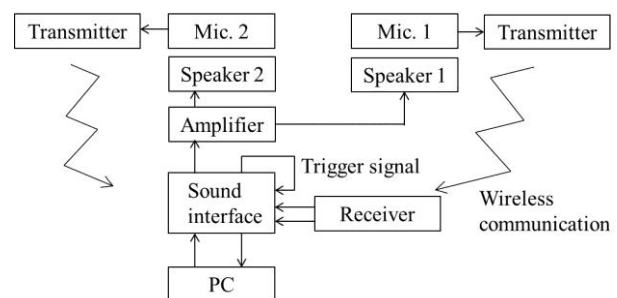 Transmitter
Mic. 2
Mic. 1
Transmitter
Speaker 2
Speaker 1
Amplifier
Trigger signal
Sound
interface
Receiver
Wireless
communication
PC